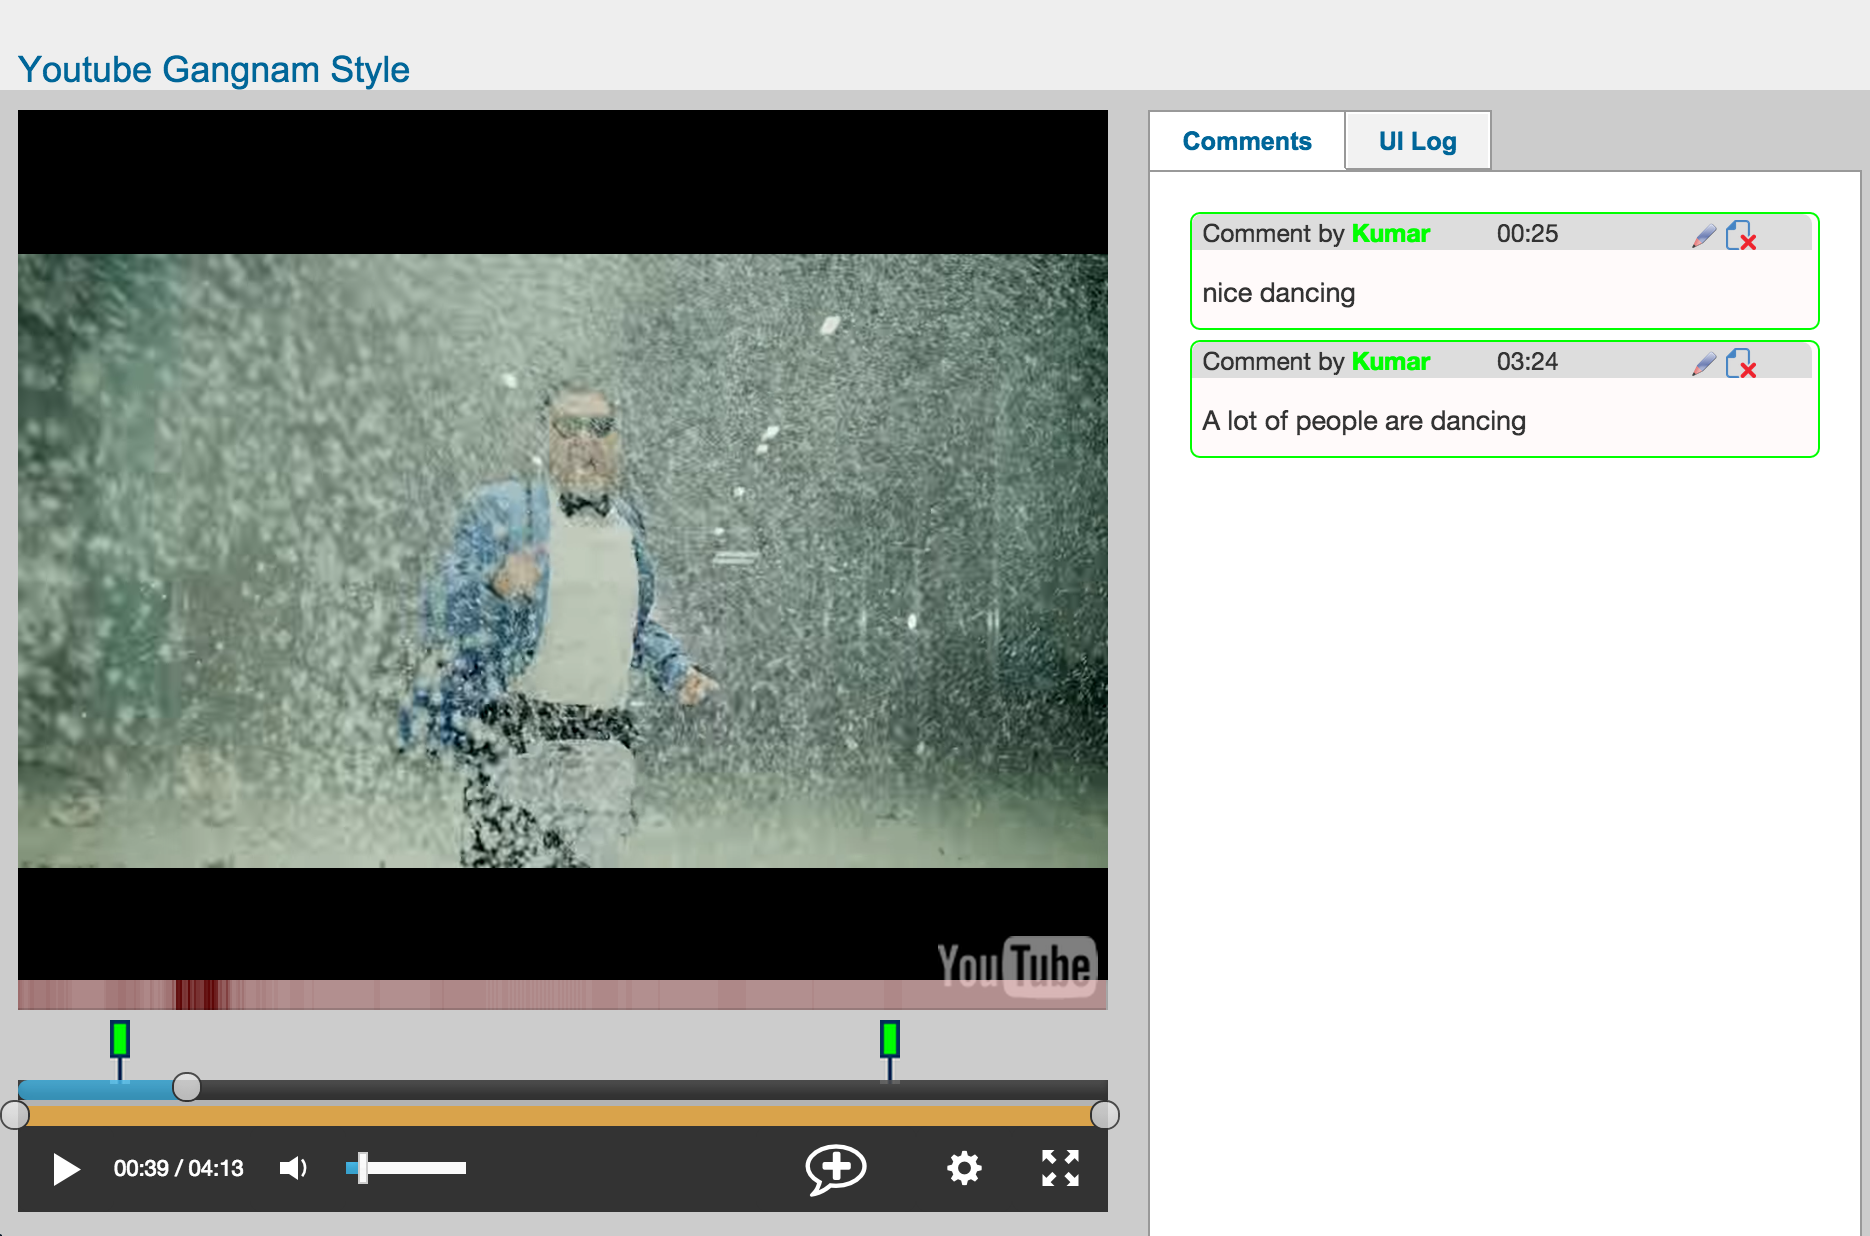 Youtube Gangnam Style
Comments
UI Log
Comment by Kumar 00:25
nice dancing
Comment by Kumar 03:24
A lot of people are dancing
YouTube
00:39 / 04:13